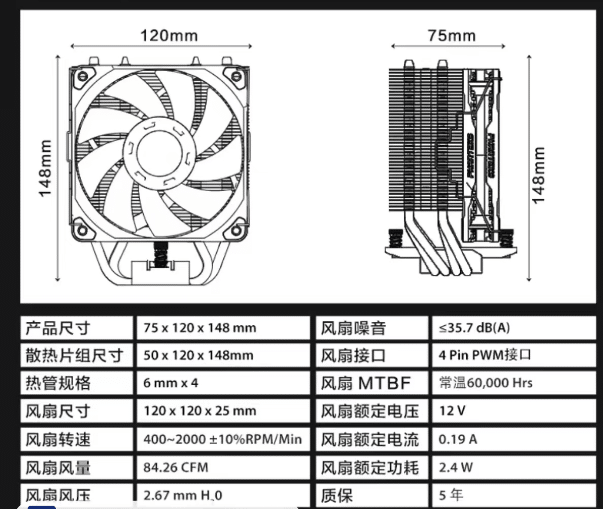 120mm
75mm
148mm
148mm
PHANTEKS
PHANTEKS
产品尺寸 75 x 120 x 148 mm 风扇噪音 ≤35.7 dB(A)
散热片组尺寸 50 x 120 x 148mm 风扇接口 4 Pin PWM接口
热管规格 6 mm x 4 风扇 MTBF 常温60,000 Hrs
风扇尺寸 120 x 120 x 25 mm 风扇额定电压 12 V
风扇转速 400~2000 ±10%RPM/Min 风扇额定电流 0.19 A
风扇风量 84.26 CFM 风扇额定功耗 2.4 W
风扇风压 2.67 mm H₂0 质保 5 年